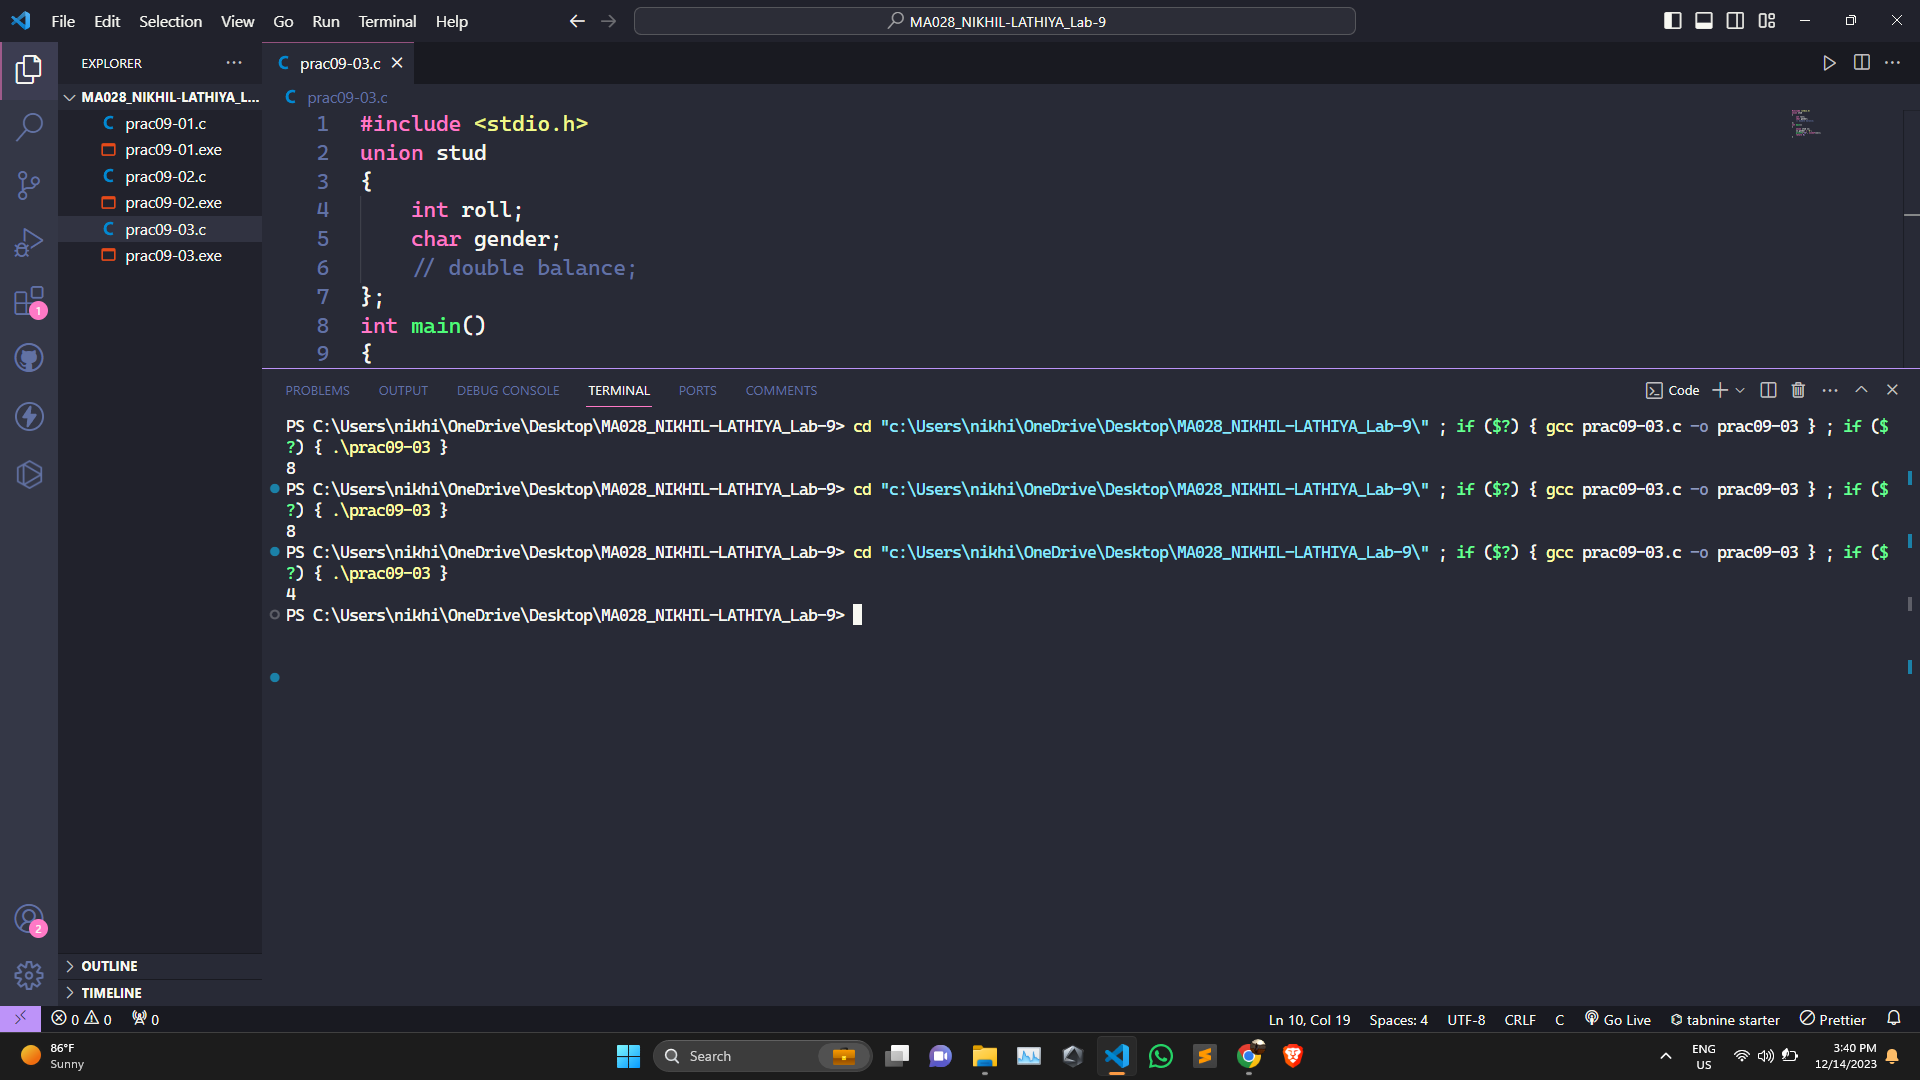 File Edit Selection View Go Run Terminal Help
MA028_NIKHIL-LATHIYA_Lab-9
EXPLORER
MA028_NIKHIL-LATHIYA_L...
C prac09-01.c
prac09-01.exe
C prac09-02.c
prac09-02.exe
C prac09-03.c
prac09-03.exe
1
2
OUTLINE
TIMELINE
C prac09-03.c
C prac09-03.c
1 #include <stdio.h>
2 union stud
3 {
4 int roll;
5 char gender;
6 // double balance;
7 };
8 int main()
9 {
PROBLEMS OUTPUT DEBUG CONSOLE TERMINAL PORTS COMMENTS
Code
PS C:\Users\nikhi\OneDrive\Desktop\MA028_NIKHIL-LATHIYA_Lab-9> cd "c:\Users\nikhi\OneDrive\Desktop\MA028_NIKHIL-LATHIYA_Lab-9\" ; if ($?) { gcc prac09-03.c -o prac09-03 } ; if ($
?) { .\prac09-03 }
8
PS C:\Users\nikhi\OneDrive\Desktop\MA028_NIKHIL-LATHIYA_Lab-9> cd "c:\Users\nikhi\OneDrive\Desktop\MA028_NIKHIL-LATHIYA_Lab-9\" ; if ($?) { gcc prac09-03.c -o prac09-03 } ; if ($
?) { .\prac09-03 }
8
PS C:\Users\nikhi\OneDrive\Desktop\MA028_NIKHIL-LATHIYA_Lab-9> cd "c:\Users\nikhi\OneDrive\Desktop\MA028_NIKHIL-LATHIYA_Lab-9\" ; if ($?) { gcc prac09-03.c -o prac09-03 } ; if ($
?) { .\prac09-03 }
4
PS C:\Users\nikhi\OneDrive\Desktop\MA028_NIKHIL-LATHIYA_Lab-9>
0 0 0
Ln 10, Col 19 Spaces: 4 UTF-8 CRLF C Go Live tabnine starter Prettier
86°F
Sunny
Search
ENG
US
3:40 PM
12/14/2023